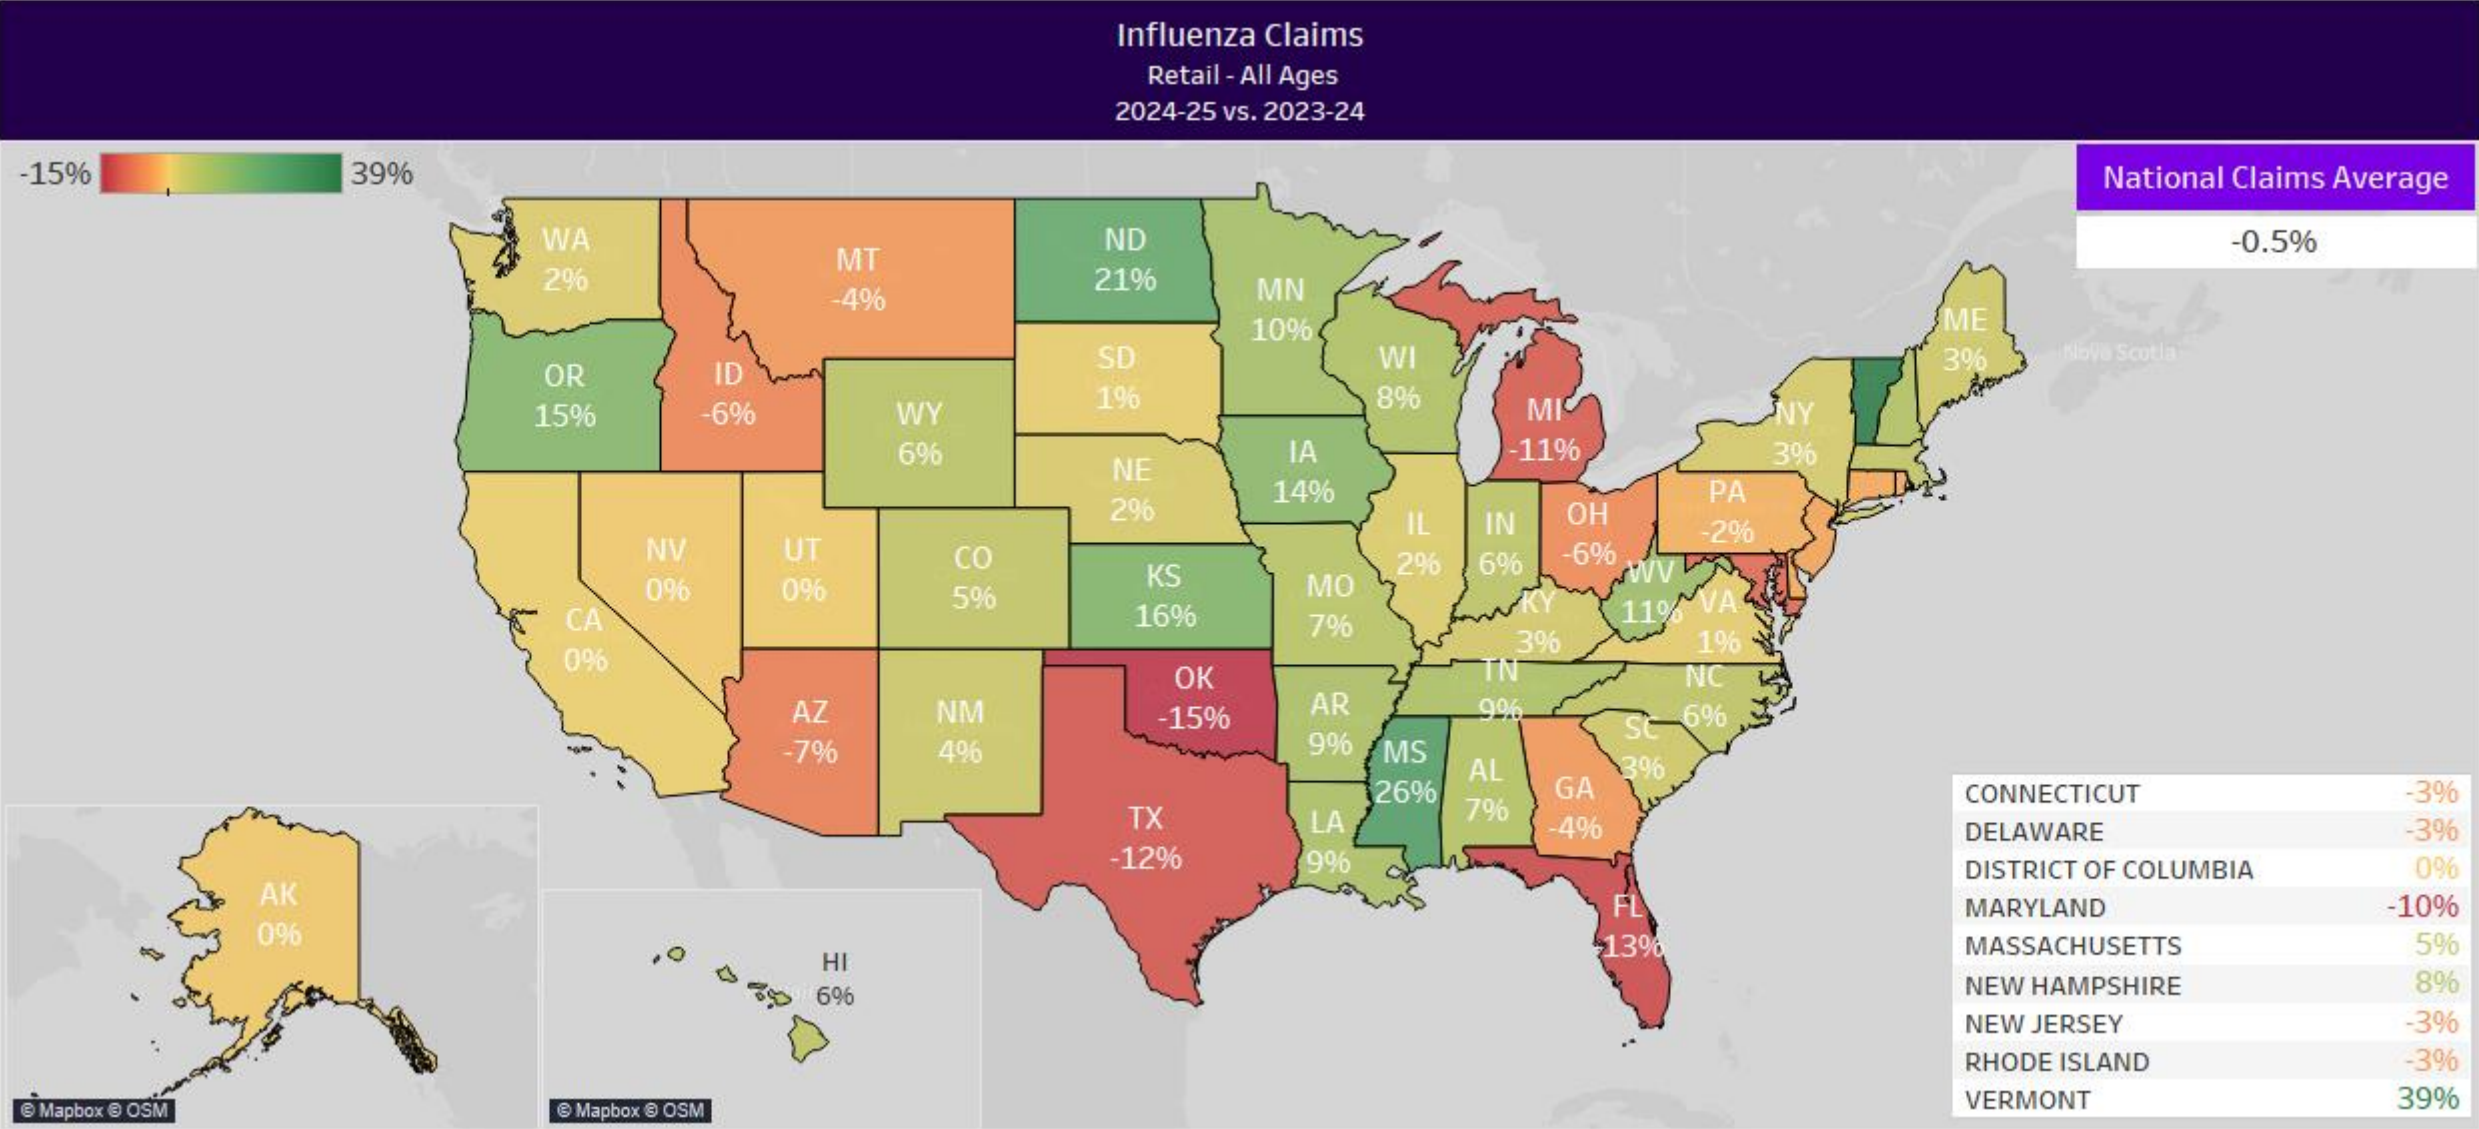 Influenza Claims
Retail - All Ages
2024-25 vs. 2023-24
-15%
39%
National Claims Average
-0.5%
WA
2%
MT
-4%
ND
21%
MN
10%
ME
3%
Nova Scotia
OR
15%
ID
-6%
SD
1%
WI
8%
WY
6%
MI
-11%
NY
3%
IA
14%
NE
2%
PA
-2%
IL
2%
IN
6%
OH
-6%
NV
0%
UT
0%
CO
5%
KS
16%
MO
7%
WV
11%
KY
3%
VA
1%
CA
0%
TN
9%
NC
6%
OK
-15%
AZ
-7%
NM
4%
AR
9%
SC
3%
MS
26%
AL
7%
GA
-4%
TX
-12%
LA
9%
FL
-13%
AK
0%
HI
6%
CONNECTICUT -3%
DELAWARE -3%
DISTRICT OF COLUMBIA 0%
MARYLAND -10%
MASSACHUSETTS 5%
NEW HAMPSHIRE 8%
NEW JERSEY -3%
RHODE ISLAND -3%
VERMONT 39%
© Mapbox © OSM
© Mapbox © OSM